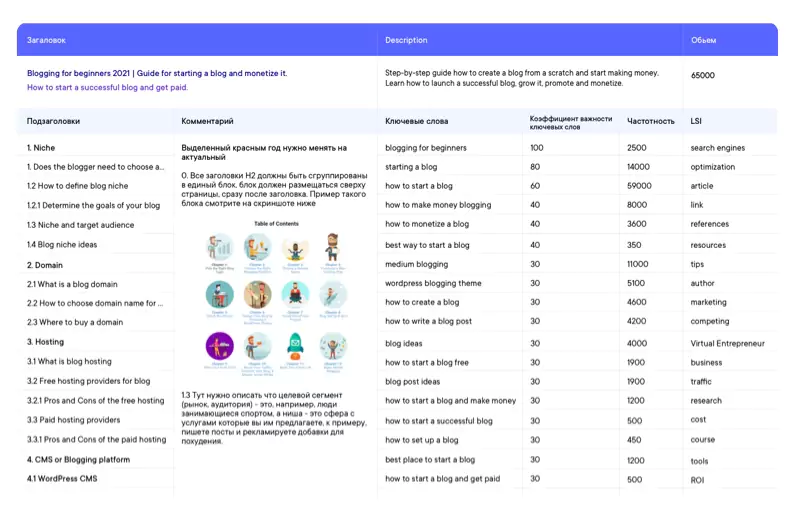 Загаловок
Description
Обьем
Blogging for beginners 2021 | Guide for starting a blog and monetize it.
How to start a successful blog and get paid.
Step-by-step guide how to create a blog from a scratch and start making money.
Learn how to launch a successful blog, grow it, promote and monetize.
65000
Подзаголовки
Комментарий
Ключевые слова
Коэффициент важности
ключевых слов
Частотность
LSI
1. Niche
1. Does the blogger need to choose a...
1.2 How to define blog niche
1.2.1 Determine the goals of your blog
1.3 Niche and target audience
1.4 Blog niche ideas
2. Domain
2.1 What is a blog domain
2.2 How to choose domain name for ...
2.3 Where to buy a domain
3. Hosting
3.1 What is blog hosting
3.2 Free hosting providers for blog
3.2.1 Pros and Cons of the free hosting
3.3 Paid hosting providers
3.3.1 Pros and Cons of the paid hosting
4. CMS or Blogging platform
4.1 WordPress CMS
Выделенный красным год нужно менять на
актуальный
0. Все заголовки H2 должны быть сгруппированы
в единый блок, блок должен размещаться сверху
страницы, сразу после заголовка. Пример такого
блока смотрите на скриншоте ниже
Table of Contents
1.3 Тут нужно описать что целевой сегмент
(рынок, аудитория) - это, например, люди
занимающиеся спортом, а ниша - это сфера с
услугами которые вы им предлагаете, к примеру,
пишете посты и рекламируете добавки для
похудения.
blogging for beginners 100 2500 search engines
starting a blog 80 14000 optimization
how to start a blog 60 59000 article
how to make money blogging 40 8000 link
how to monetize a blog 40 3600 references
best way to start a blog 40 350 resources
medium blogging 30 11000 tips
wordpress blogging theme 30 5100 author
how to create a blog 30 4600 marketing
how to write a blog post 30 4200 competing
blog ideas 30 4000 Virtual Entrepreneur
how to start a blog free 30 1900 business
blog post ideas 30 1900 traffic
how to start a blog and make money 30 1200 research
how to start a successful blog 30 500 cost
how to set up a blog 30 450 course
best place to start a blog 30 1200 tools
how to start a blog and get paid 30 500 ROI